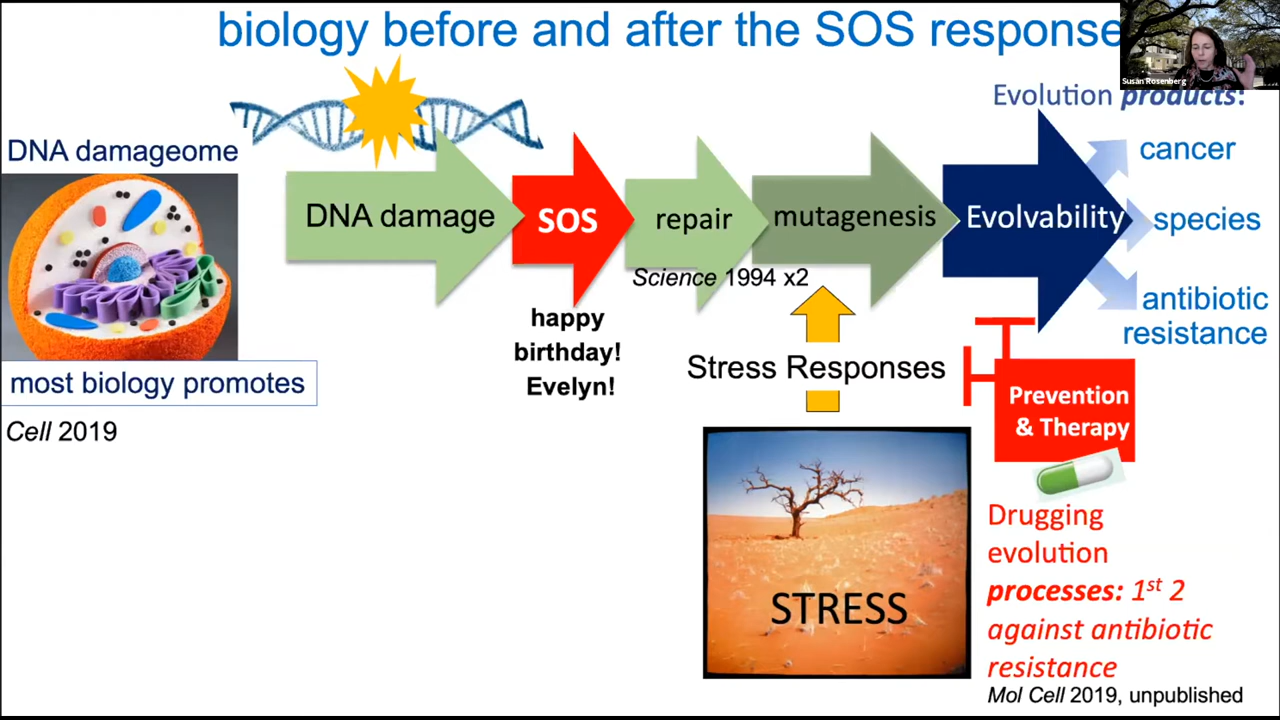 biology before and after the SOS response
Susan Rosenberg
Evolution products:
DNA damageome
cancer
DNA damage
SOS
repair
mutagenesis
Evolvability
species
Science 1994 x2
antibiotic
resistance
happy
birthday!
Evelyn!
Stress Responses
most biology promotes
Cell 2019
Prevention
& Therapy
STRESS
Drugging
evolution
processes: 1st 2
against antibiotic
resistance
Mol Cell 2019, unpublished